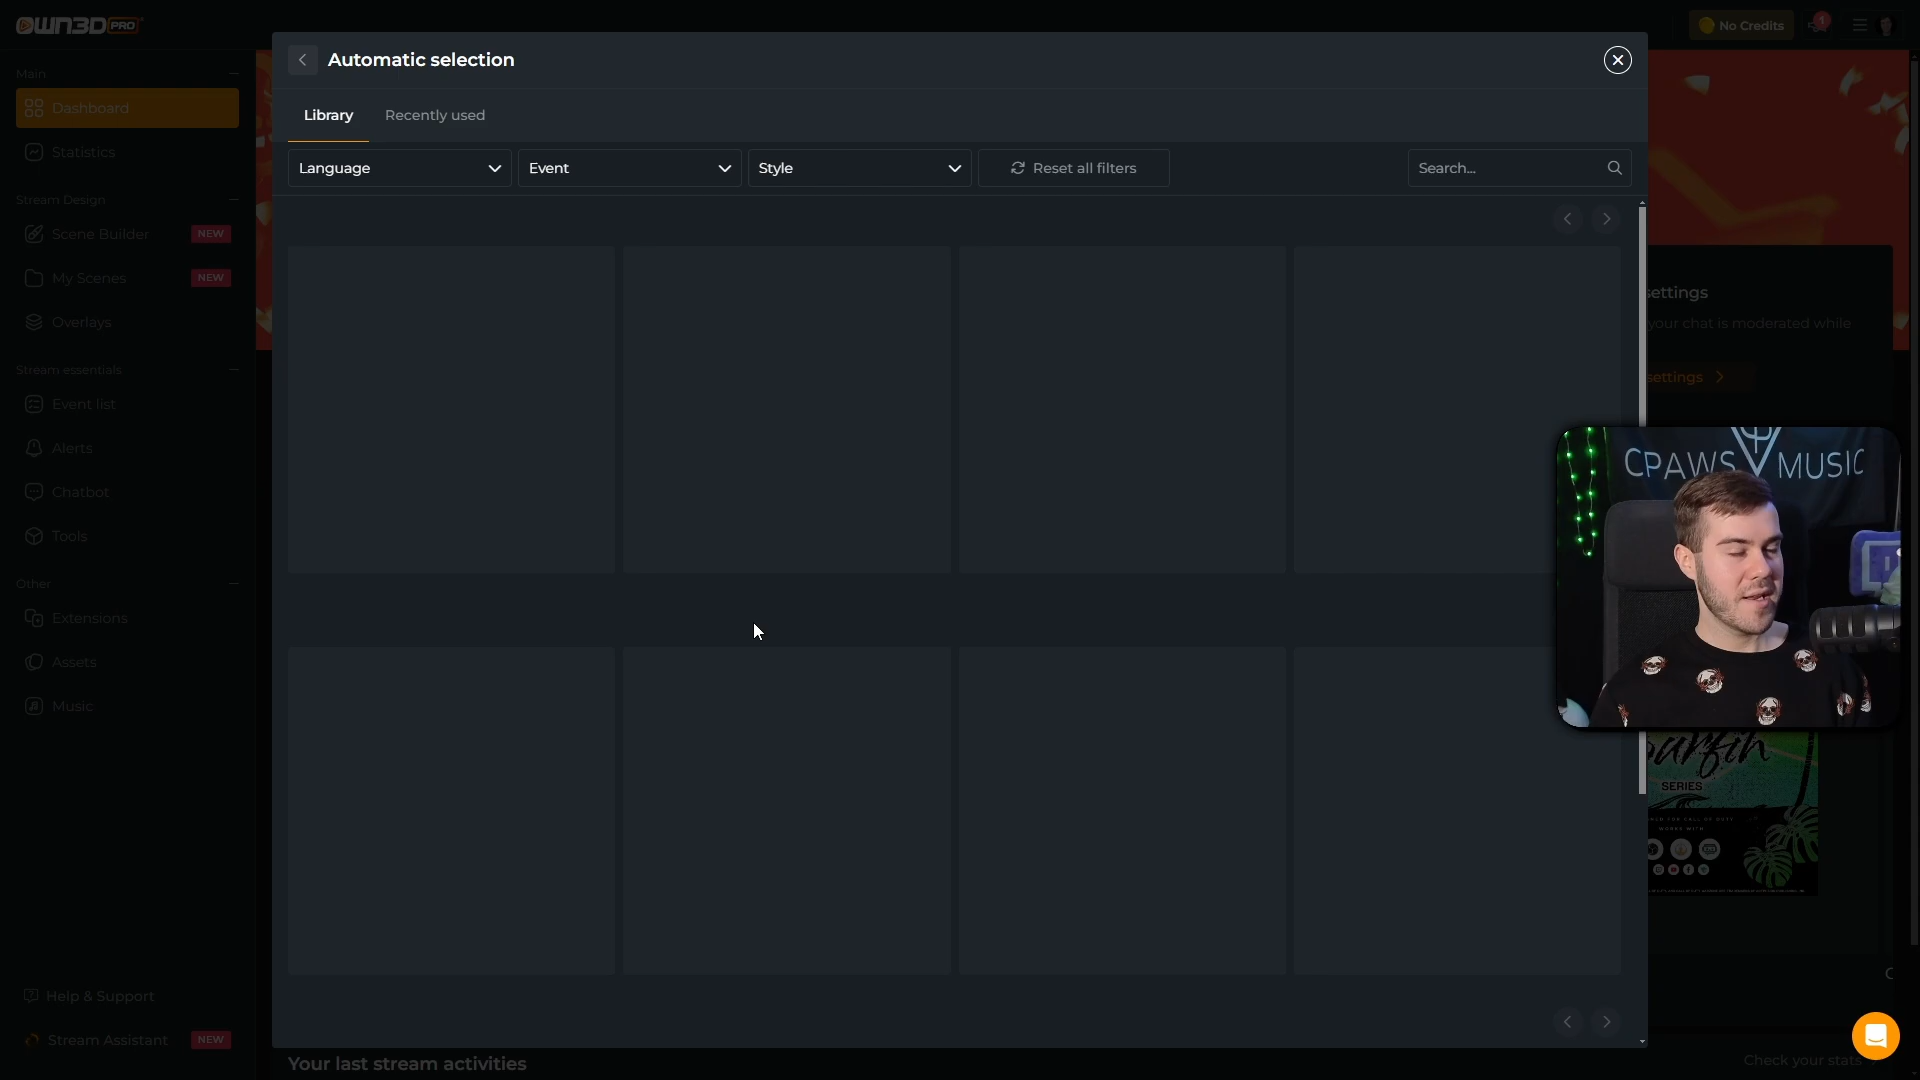 OWN3D PRO
No Credits
1
Main
Dashboard
Statistics
Stream Design
Scene Builder NEW
My Scenes NEW
Overlays
Stream essentials
Event list
Alerts
Chatbot
Tools
Other
Extensions
Assets
Music
Help & Support
Stream Assistant NEW
Automatic selection
Library Recently used
Language Event Style Reset all filters Search...
settings
your chat is moderated while
settings
CPAWS MUSIC
SERIES
WORKS WITH
Your last stream activities
Check your stats